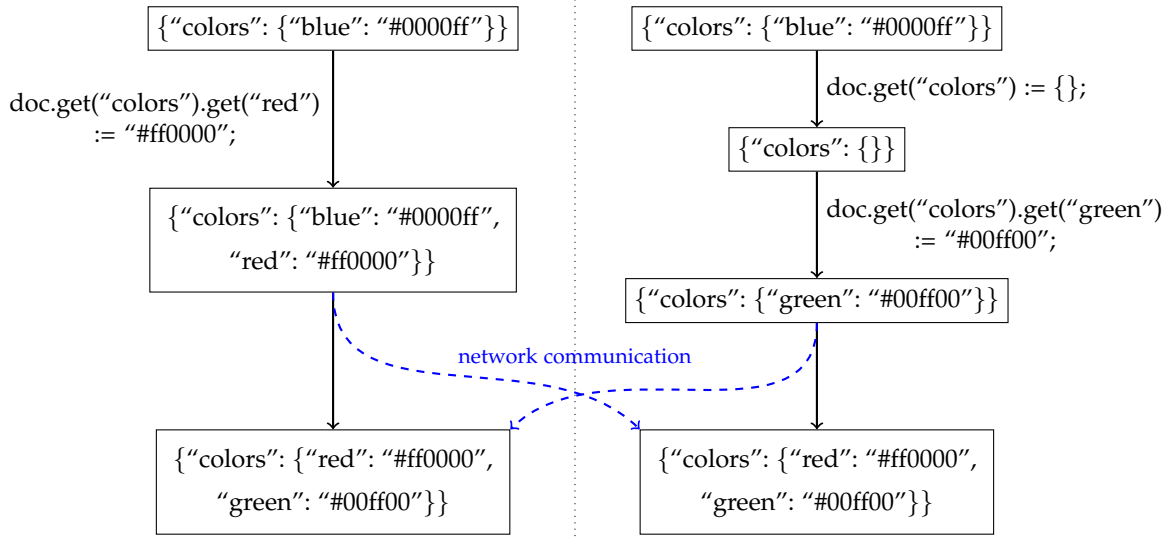 {“colors”: {“blue”: “#0000ff”}}
doc.get(“colors”).get(“red”)
:= “#ff0000”;
{“colors”: {“blue”: “#0000ff”,
“red”: “#ff0000”}}
{“colors”: {“blue”: “#0000ff”}}
doc.get(“colors”) := {};
{“colors”: {}}
doc.get(“colors”).get(“green”)
:= “#00ff00”;
{“colors”: {“green”: “#00ff00”}}
network communication
{“colors”: {“red”: “#ff0000”,
“green”: “#00ff00”}}
{“colors”: {“red”: “#ff0000”,
“green”: “#00ff00”}}